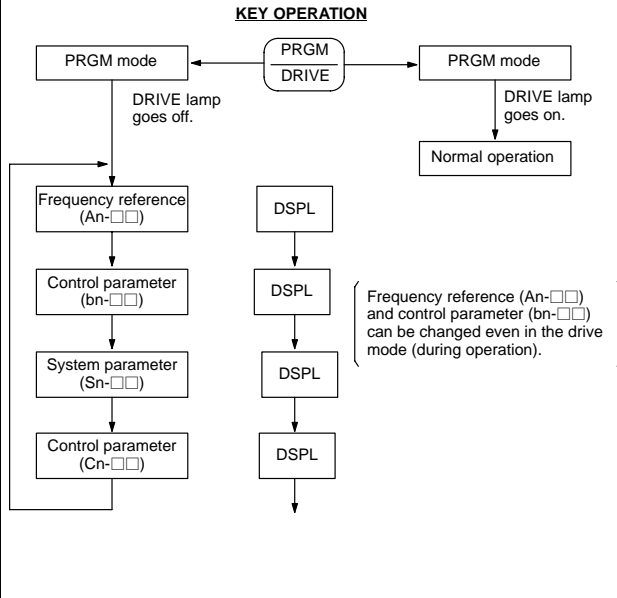 KEY OPERATION
PRGM mode
PRGM
DRIVE
PRGM mode
DRIVE lamp
goes off.
DRIVE lamp
goes on.
Normal operation
Frequency reference
(An-□□)
DSPL
Control parameter
(bn-□□)
DSPL
Frequency reference (An-□□)
and control parameter (bn-□□)
can be changed even in the drive
mode (during operation).
System parameter
(Sn-□□)
DSPL
Control parameter
(Cn-□□)
DSPL